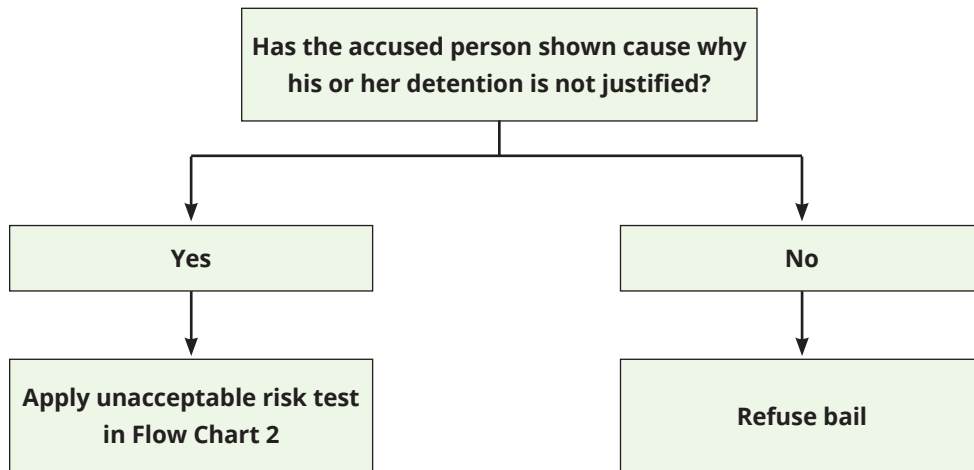 Has the accused person shown cause why
his or her detention is not justified?
Yes
No
Apply unacceptable risk test
in Flow Chart 2
Refuse bail